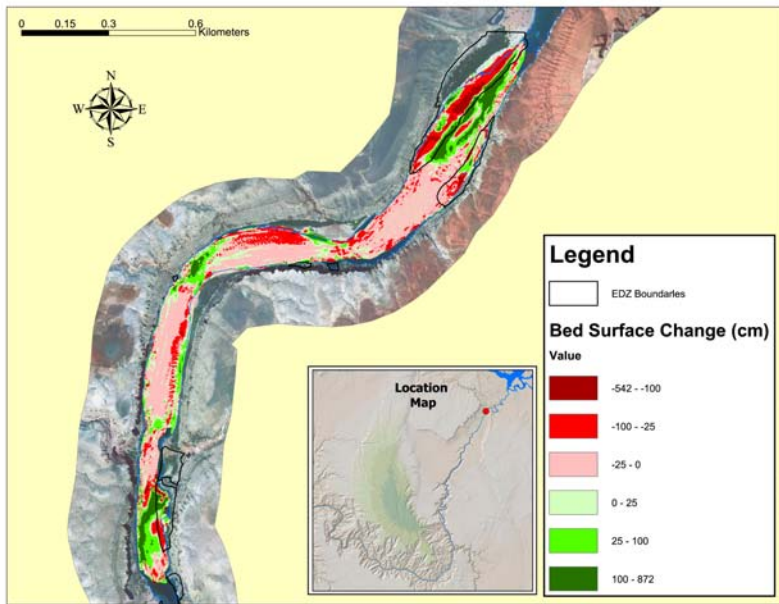 0 0.15 0.3 0.6
Kilometers
N
W E
S
Legend
EDZ Boundaries
Bed Surface Change (cm)
Value
-542 - -100
-100 - -25
-25 - 0
0 - 25
25 - 100
100 - 872
Location
Map